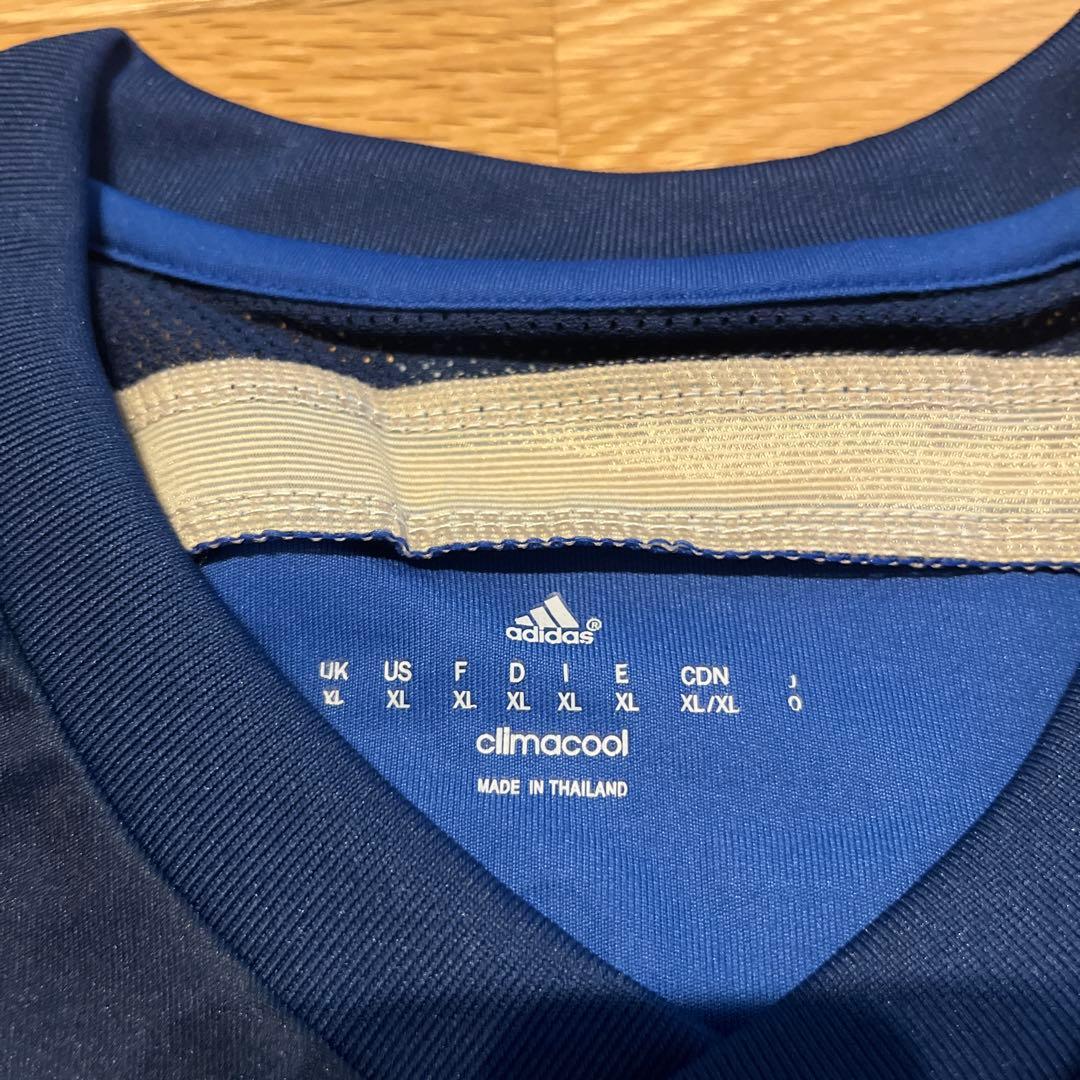 adidas®
UK US F D I E CDN J
XL XL XL XL XL XL XL/XL O
climacool
MADE IN THAILAND